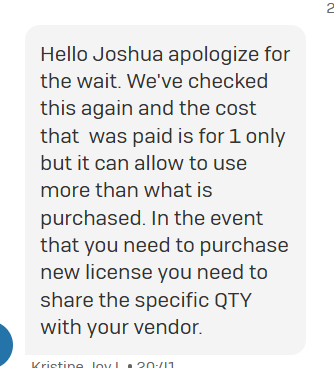 2
Hello Joshua apologize for
the wait. We've checked
this again and the cost
that  was paid is for 1 only
but it can allow to use
more than what is
purchased. In the event
that you need to purchase
new license you need to
share the specific QTY
with your vendor.
Kristine Joy L • 20:41